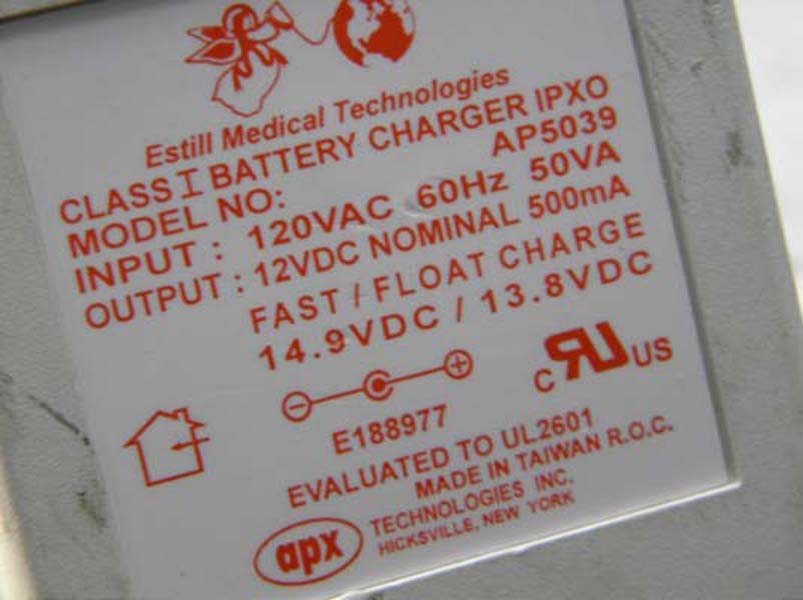 Estill Medical Technologies
CLASS I BATTERY CHARGER IPXO
MODEL NO: AP5039
INPUT : 120VAC 60Hz 50VA
OUTPUT : 12VDC NOMINAL 500mA
FAST / FLOAT CHARGE
14.9VDC / 13.8VDC
C RU US
E188977
EVALUATED TO UL2601
MADE IN TAIWAN R.O.C.
apx TECHNOLOGIES INC.
HICKSVILLE, NEW YORK